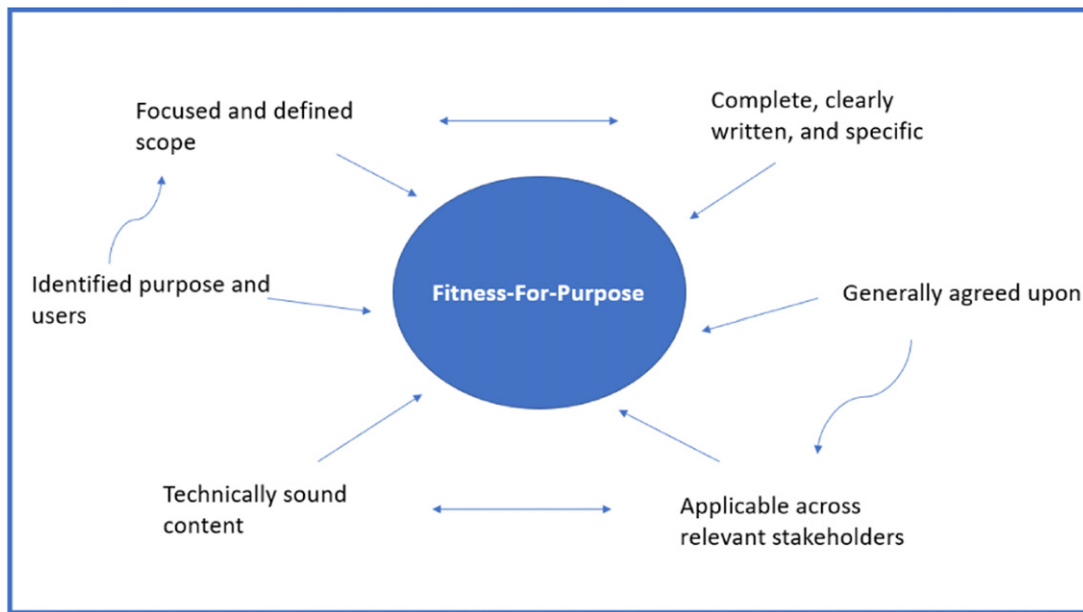 Focused and defined
scope
Complete, clearly
written, and specific
Identified purpose and
users
Fitness-For-Purpose
Generally agreed upon
Technically sound
content
Applicable across
relevant stakeholders